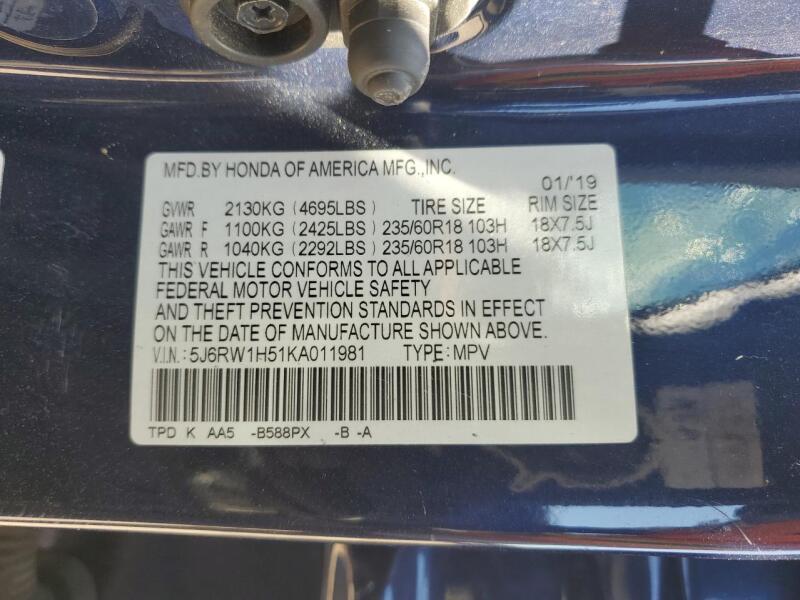 MFD.BY HONDA OF AMERICA MFG.,INC.
01/'19
GVWR 2130KG (4695LBS) TIRE SIZE RIM SIZE
GAWR F 1100KG (2425LBS) 235/60R18 103H 18X7.5J
GAWR R 1040KG (2292LBS) 235/60R18 103H 18X7.5J
THIS VEHICLE CONFORMS TO ALL APPLICABLE
FEDERAL MOTOR VEHICLE SAFETY
AND THEFT PREVENTION STANDARDS IN EFFECT
ON THE DATE OF MANUFACTURE SHOWN ABOVE.
V.I.N.:5J6RW1H51KA011981 TYPE:MPV
TPD K AA5 -B588PX -B -A